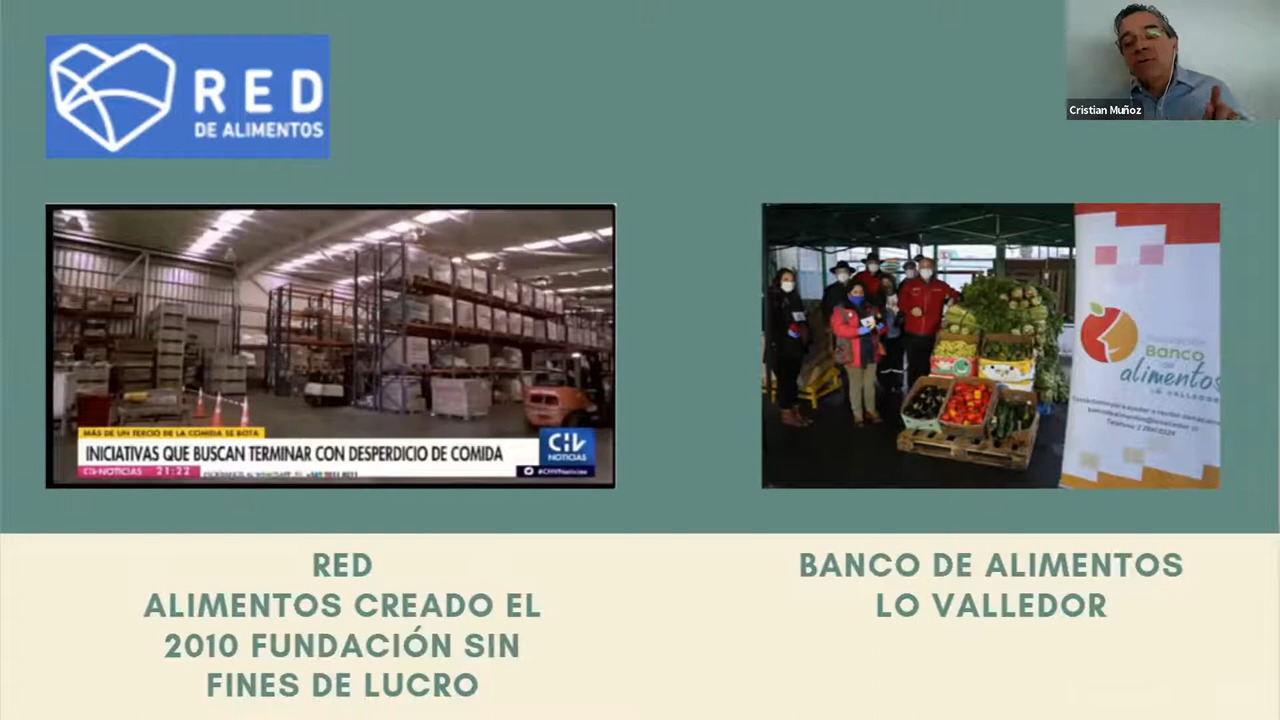 RED
DE ALIMENTOS
Cristian Muñoz
MÁS DE UN TERCIO DE LA COMIDA SE BOTA
INICIATIVAS QUE BUSCAN TERMINAR CON DESPERDICIO DE COMIDA
CHV
NOTICIAS
CHV NOTICIAS 21:22
#CHVNoticias
Banco
de
alimentos
LO VALLEDOR
RED
ALIMENTOS CREADO EL
2010 FUNDACIÓN SIN
FINES DE LUCRO
BANCO DE ALIMENTOS
LO VALLEDOR